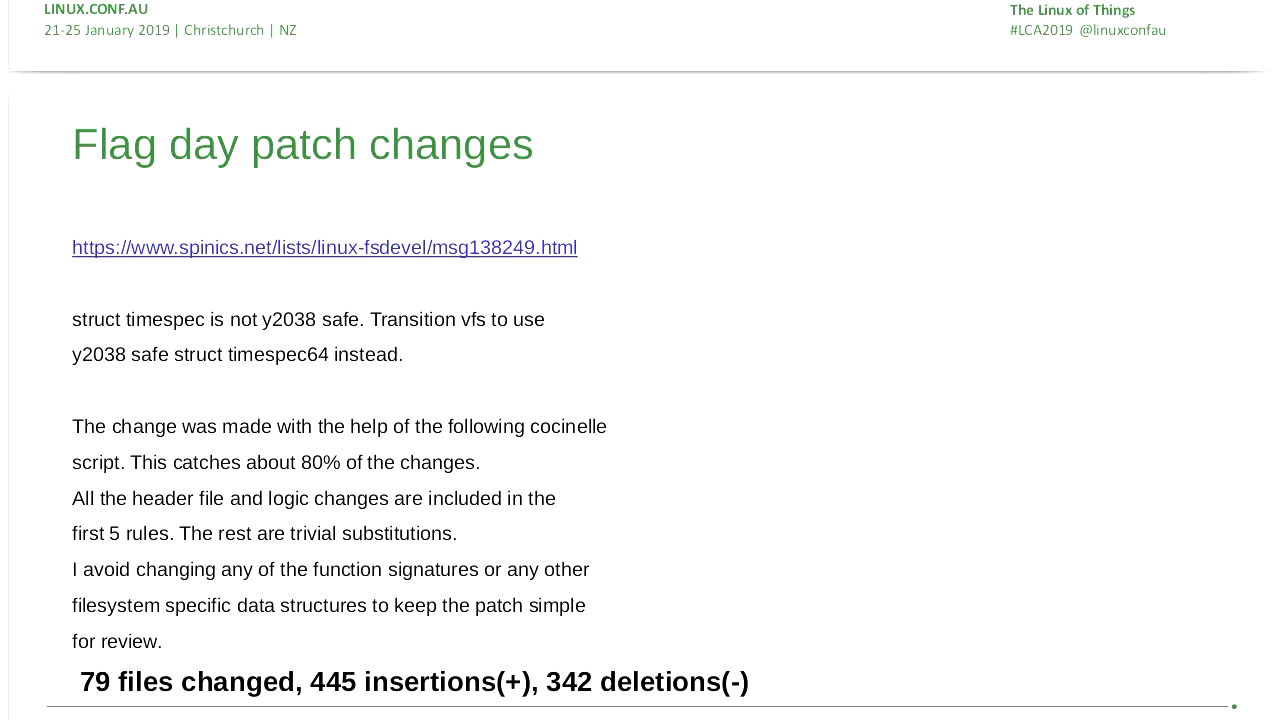 LINUX.CONF.AU
21-25 January 2019 | Christchurch | NZ
The Linux of Things
#LCA2019 @linuxconfau
Flag day patch changes
https://www.spinics.net/lists/linux-fsdevel/msg138249.html
struct timespec is not y2038 safe. Transition vfs to use
y2038 safe struct timespec64 instead.
The change was made with the help of the following cocinelle
script. This catches about 80% of the changes.
All the header file and logic changes are included in the
first 5 rules. The rest are trivial substitutions.
I avoid changing any of the function signatures or any other
filesystem specific data structures to keep the patch simple
for review.
79 files changed, 445 insertions(+), 342 deletions(-)